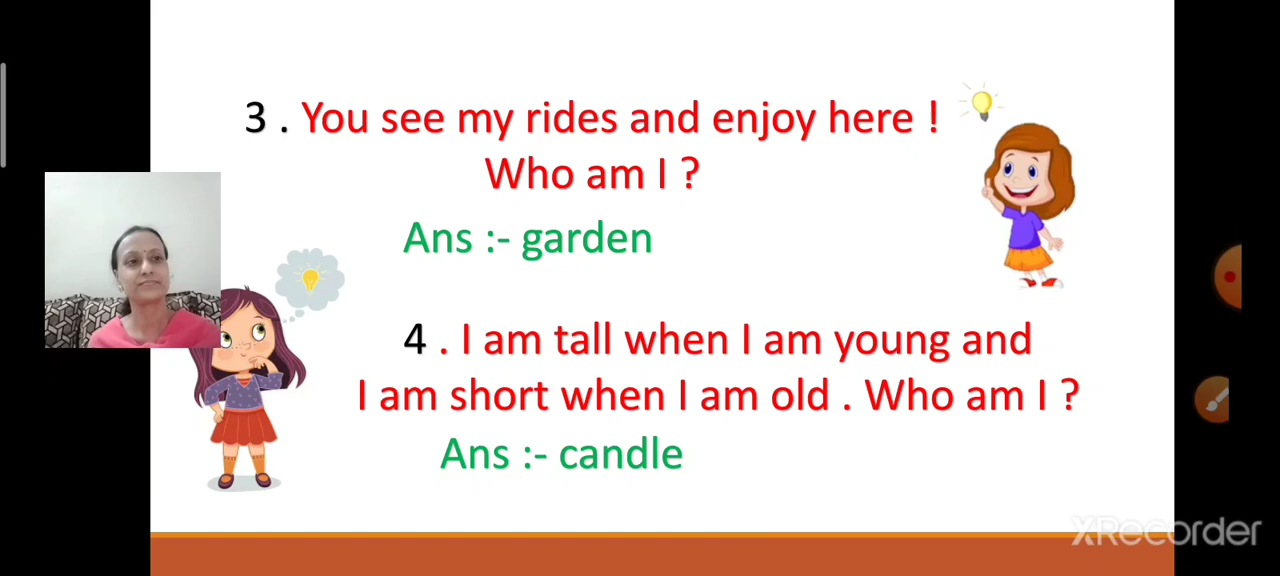 3 . You see my rides and enjoy here !
Who am I ?
Ans :- garden
4 . I am tall when I am young and
I am short when I am old . Who am I ?
Ans :- candle
XRecorder